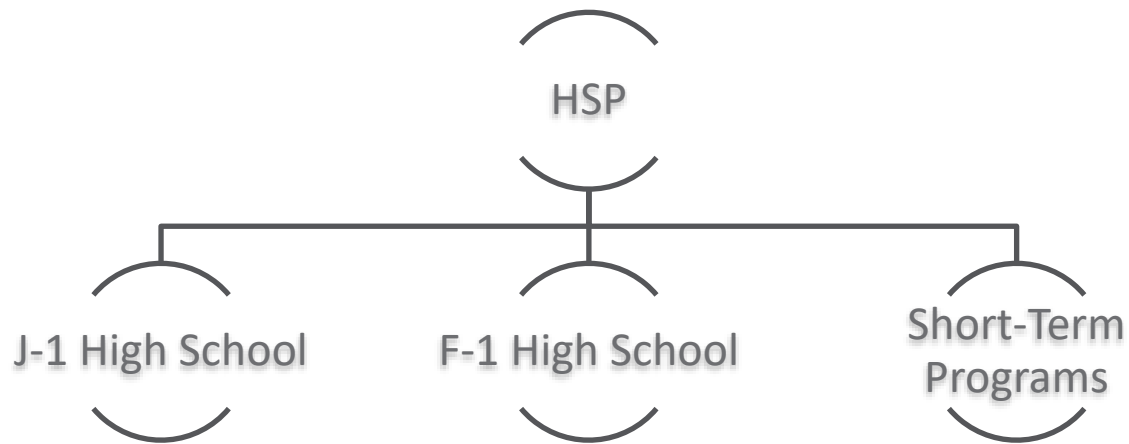 HSP
J-1 High School
F-1 High School
Short-Term
Programs